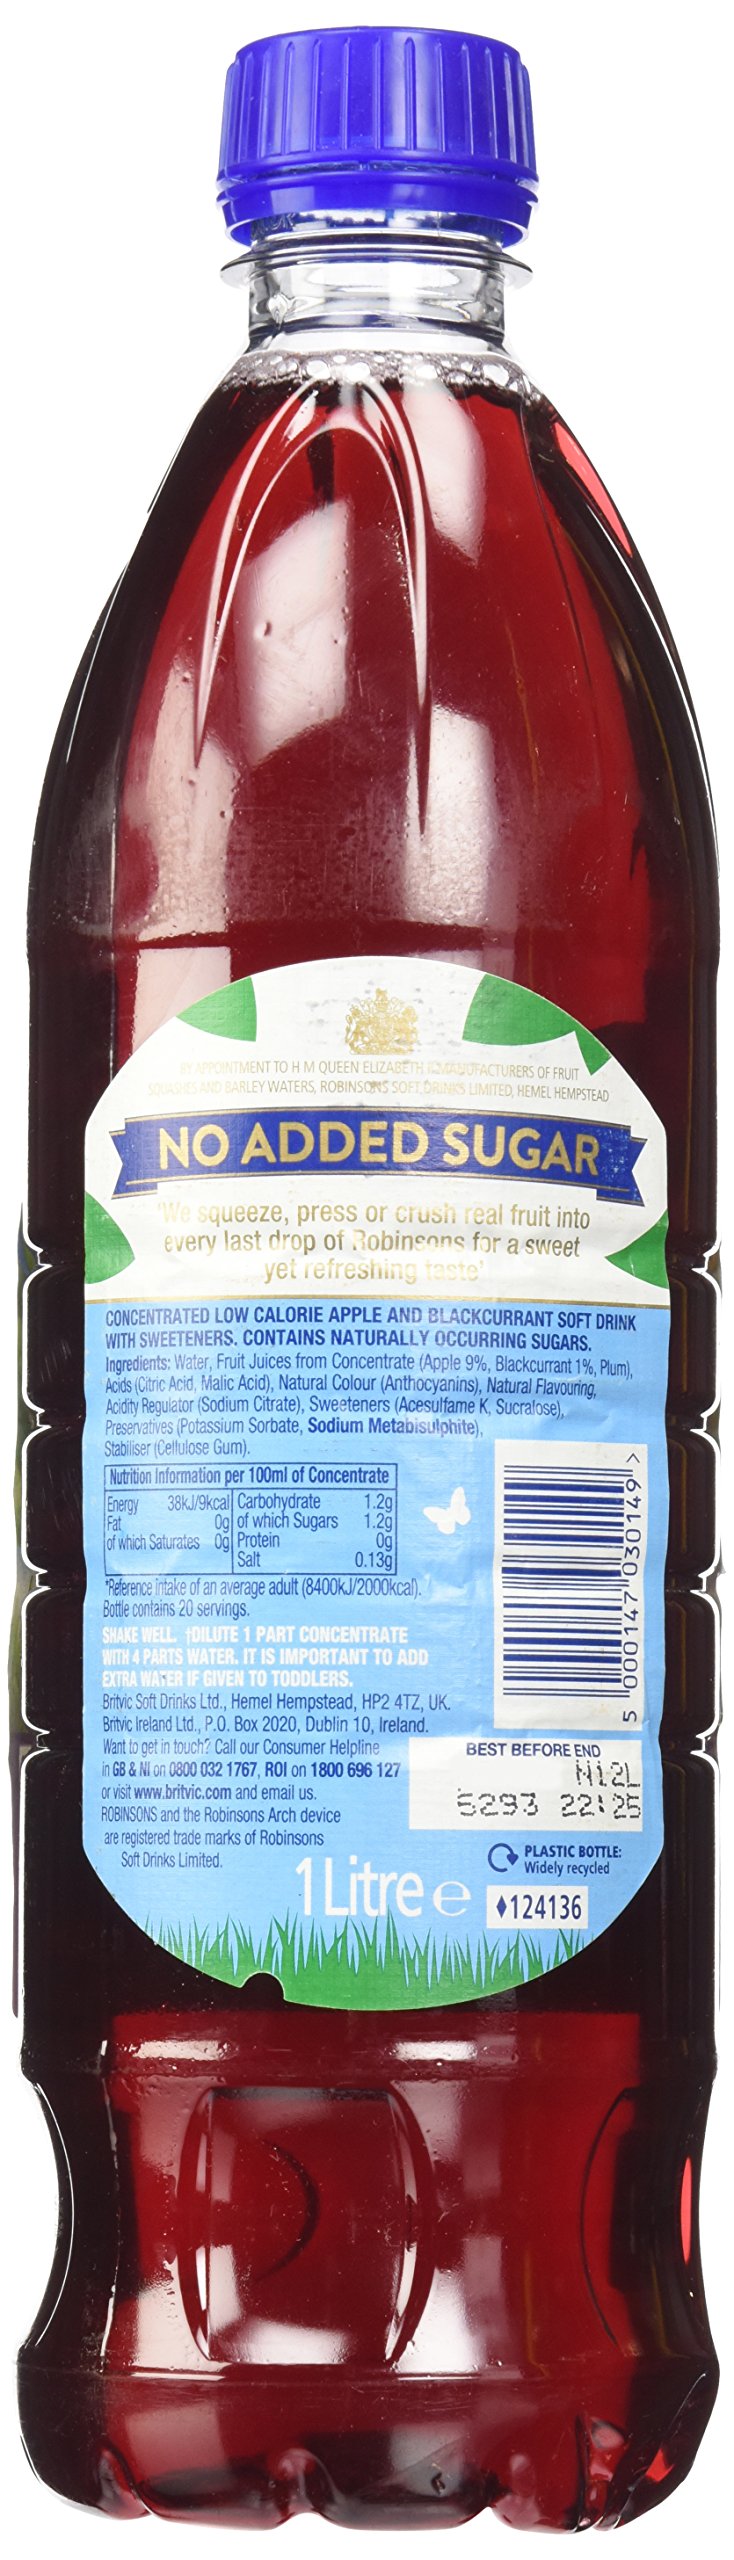 BY APPOINTMENT TO H M QUEEN ELIZABETH II MANUFACTURERS OF FRUIT
SQUASHES AND BARLEY WATERS, ROBINSONS SOFT DRINKS LIMITED, HEMEL HEMPSTEAD
NO ADDED SUGAR
'We squeeze, press or crush real fruit into
every last drop of Robinsons for a sweet
yet refreshing taste'
CONCENTRATED LOW CALORIE APPLE AND BLACKCURRANT SOFT DRINK
WITH SWEETENERS. CONTAINS NATURALLY OCCURRING SUGARS.
Ingredients: Water, Fruit Juices from Concentrate (Apple 9%, Blackcurrant 1%, Plum),
Acids (Citric Acid, Malic Acid), Natural Colour (Anthocyanins), Natural Flavouring,
Acidity Regulator (Sodium Citrate), Sweeteners (Acesulfame K, Sucralose),
Preservatives (Potassium Sorbate, Sodium Metabisulphite),
Stabiliser (Cellulose Gum).
Nutrition Information per 100ml of Concentrate
Energy 38kJ/9kcal Carbohydrate 1.2g
Fat 0g of which Sugars 1.2g
of which Saturates 0g Protein 0g
Salt 0.13g
*Reference intake of an average adult (8400kJ/2000kcal).
Bottle contains 20 servings.
SHAKE WELL. †DILUTE 1 PART CONCENTRATE
WITH 4 PARTS WATER. IT IS IMPORTANT TO ADD
EXTRA WATER IF GIVEN TO TODDLERS.
Britvic Soft Drinks Ltd., Hemel Hempstead, HP2 4TZ, UK.
Britvic Ireland Ltd., P.O. Box 2020, Dublin 10, Ireland.
Want to get in touch? Call our Consumer Helpline
in GB & NI on 0800 032 1767, ROI on 1800 696 127
or visit www.britvic.com and email us.
ROBINSONS and the Robinsons Arch device
are registered trade marks of Robinsons
Soft Drinks Limited.
5 000147 030149 >
BEST BEFORE END
N12L
5293 22:25
PLASTIC BOTTLE:
Widely recycled
1 Litre e
♦124136